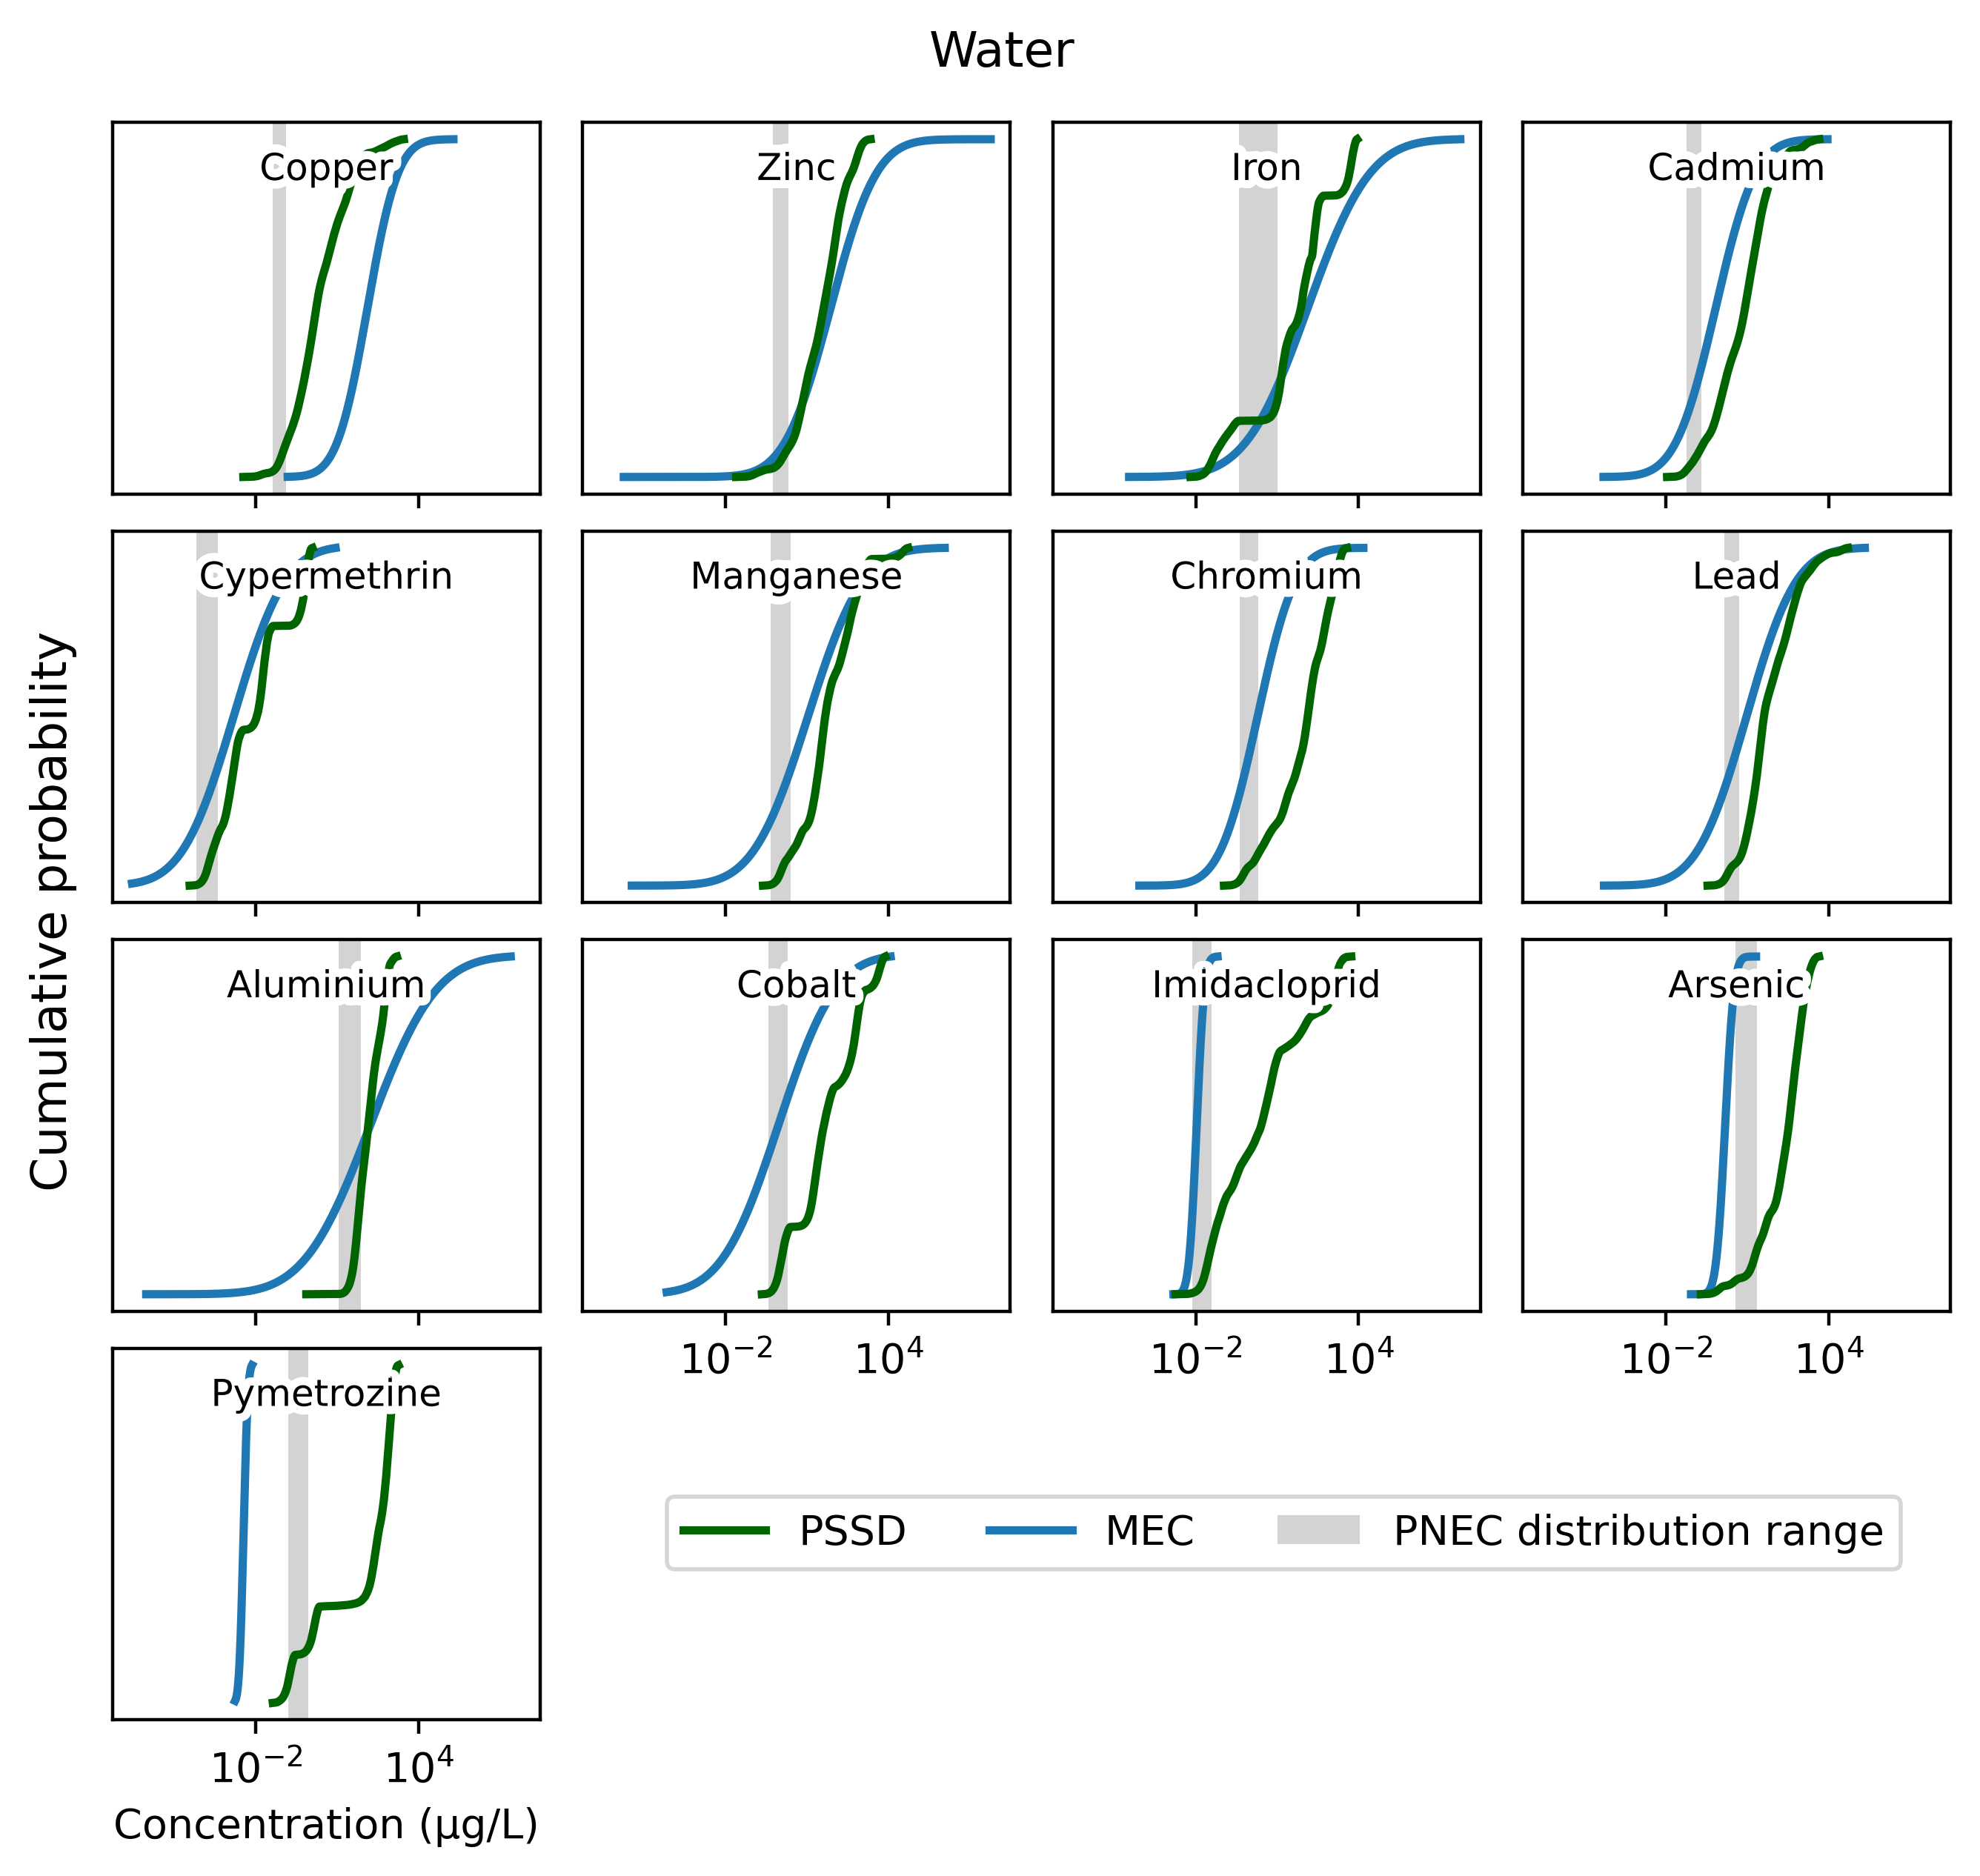 Water
Copper
Zinc
Iron
Cadmium
Cypermethrin
Manganese
Chromium
Lead
Cumulative probability
Aluminium
Cobalt
Imidacloprid
Arsenic
10⁻² 10⁴ 10⁻² 10⁴ 10⁻² 10⁴
Pymetrozine
PSSD MEC PNEC distribution range
10⁻² 10⁴
Concentration (µg/L)